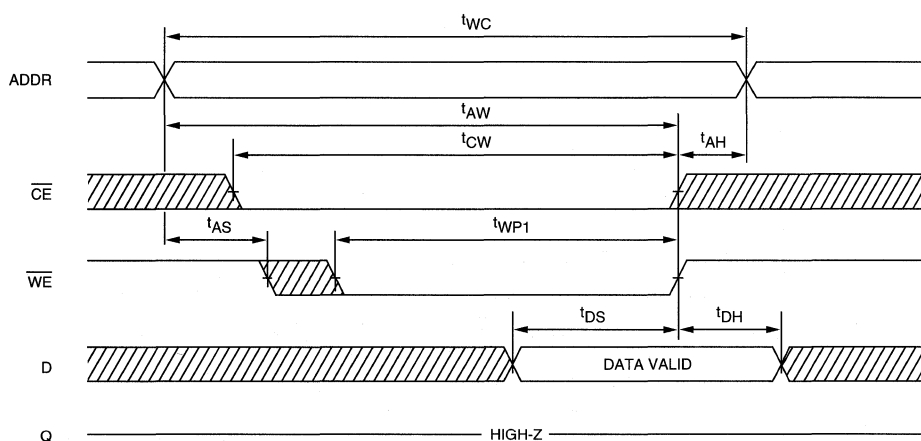 tWC
ADDR
tAW
tCW
tAH
CE
tAS
tWP1
WE
tDS
tDH
D
DATA VALID
Q
HIGH-Z